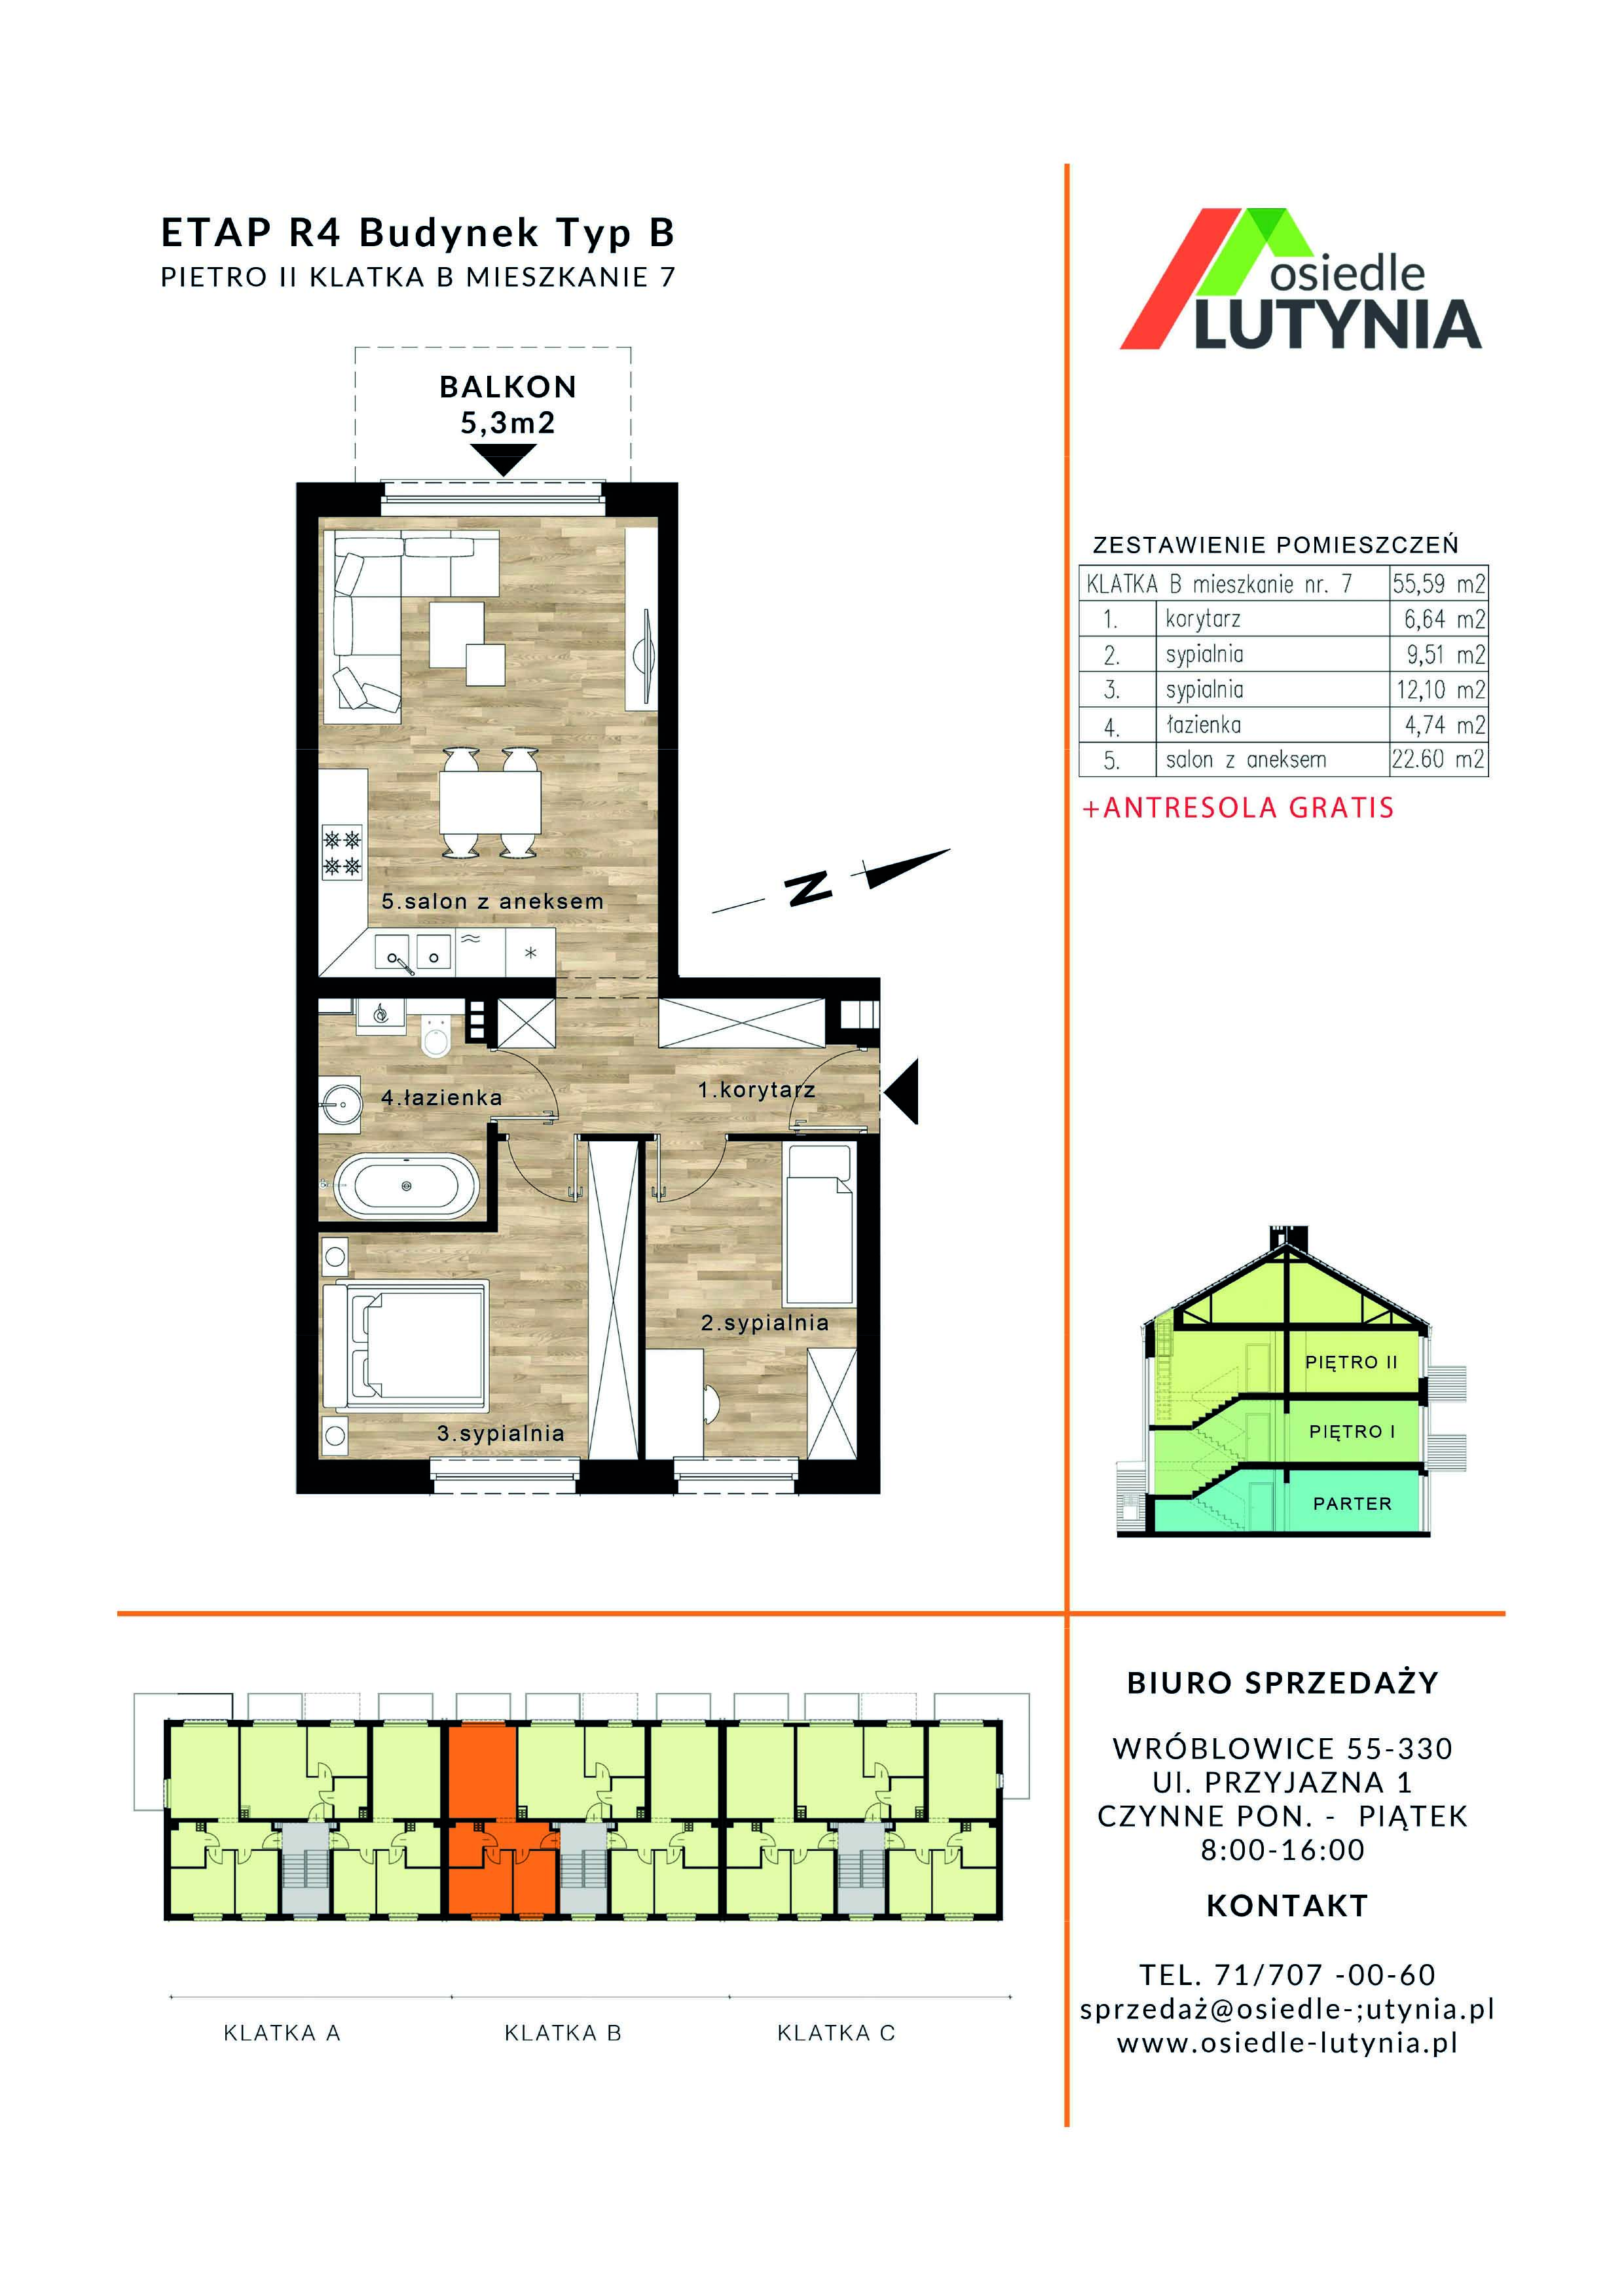 ETAP R4 Budynek Typ B
PIETRO II KLATKA B MIESZKANIE 7
osiedle
LUTYNIA
BALKON
5,3m2
ZESTAWIENIE POMIESZCZEŃ
KLATKA B mieszkanie nr. 7 55,59 m2
1. korytarz 6,64 m2
2. sypialnia 9,51 m2
3. sypialnia 12,10 m2
4. łazienka 4,74 m2
5. salon z aneksem 22.60 m2
+ANTRESOLA GRATIS
N
5.salon z aneksem
4.łazienka
1.korytarz
2.sypialnia
3.sypialnia
PIĘTRO II
PIĘTRO I
PARTER
KLATKA A
KLATKA B
KLATKA C
BIURO SPRZEDAŻY
WRÓBLOWICE 55-330
Ul. PRZYJAZNA 1
CZYNNE PON. - PIĄTEK
8:00-16:00
KONTAKT
TEL. 71/707 -00-60
sprzedaż@osiedle-;utynia.pl
www.osiedle-lutynia.pl